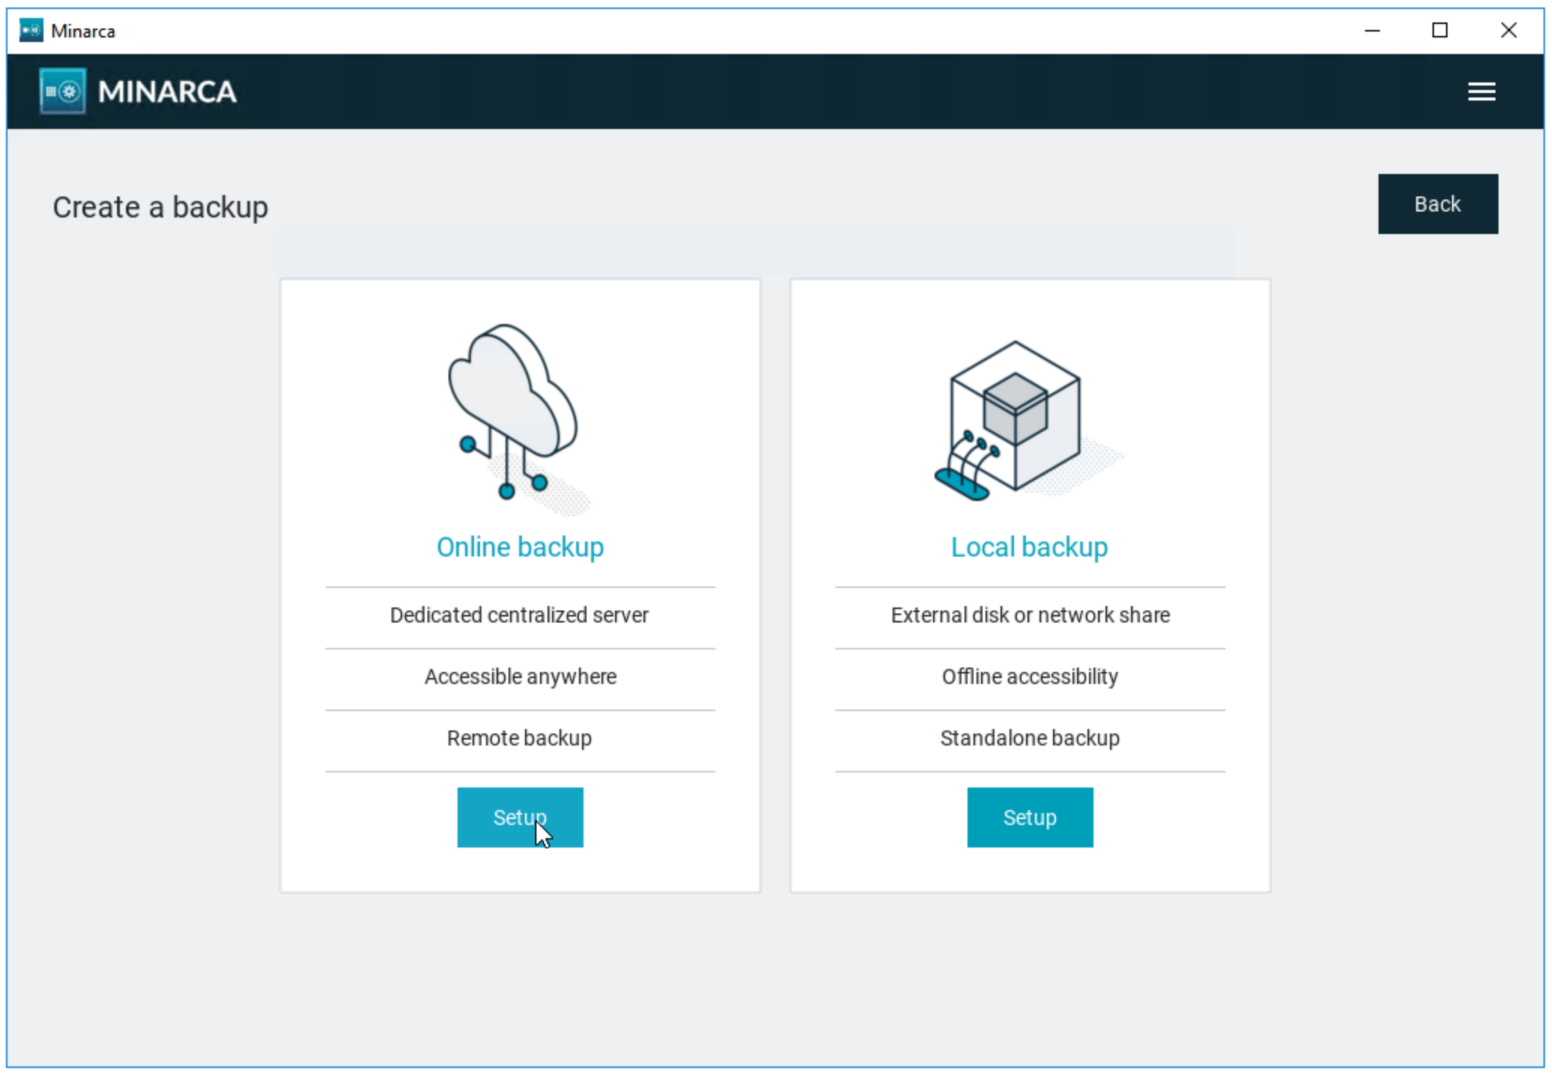 Minarca
MINARCA
Create a backup
Back
Online backup
Dedicated centralized server
Accessible anywhere
Remote backup
Setup
Local backup
External disk or network share
Offline accessibility
Standalone backup
Setup